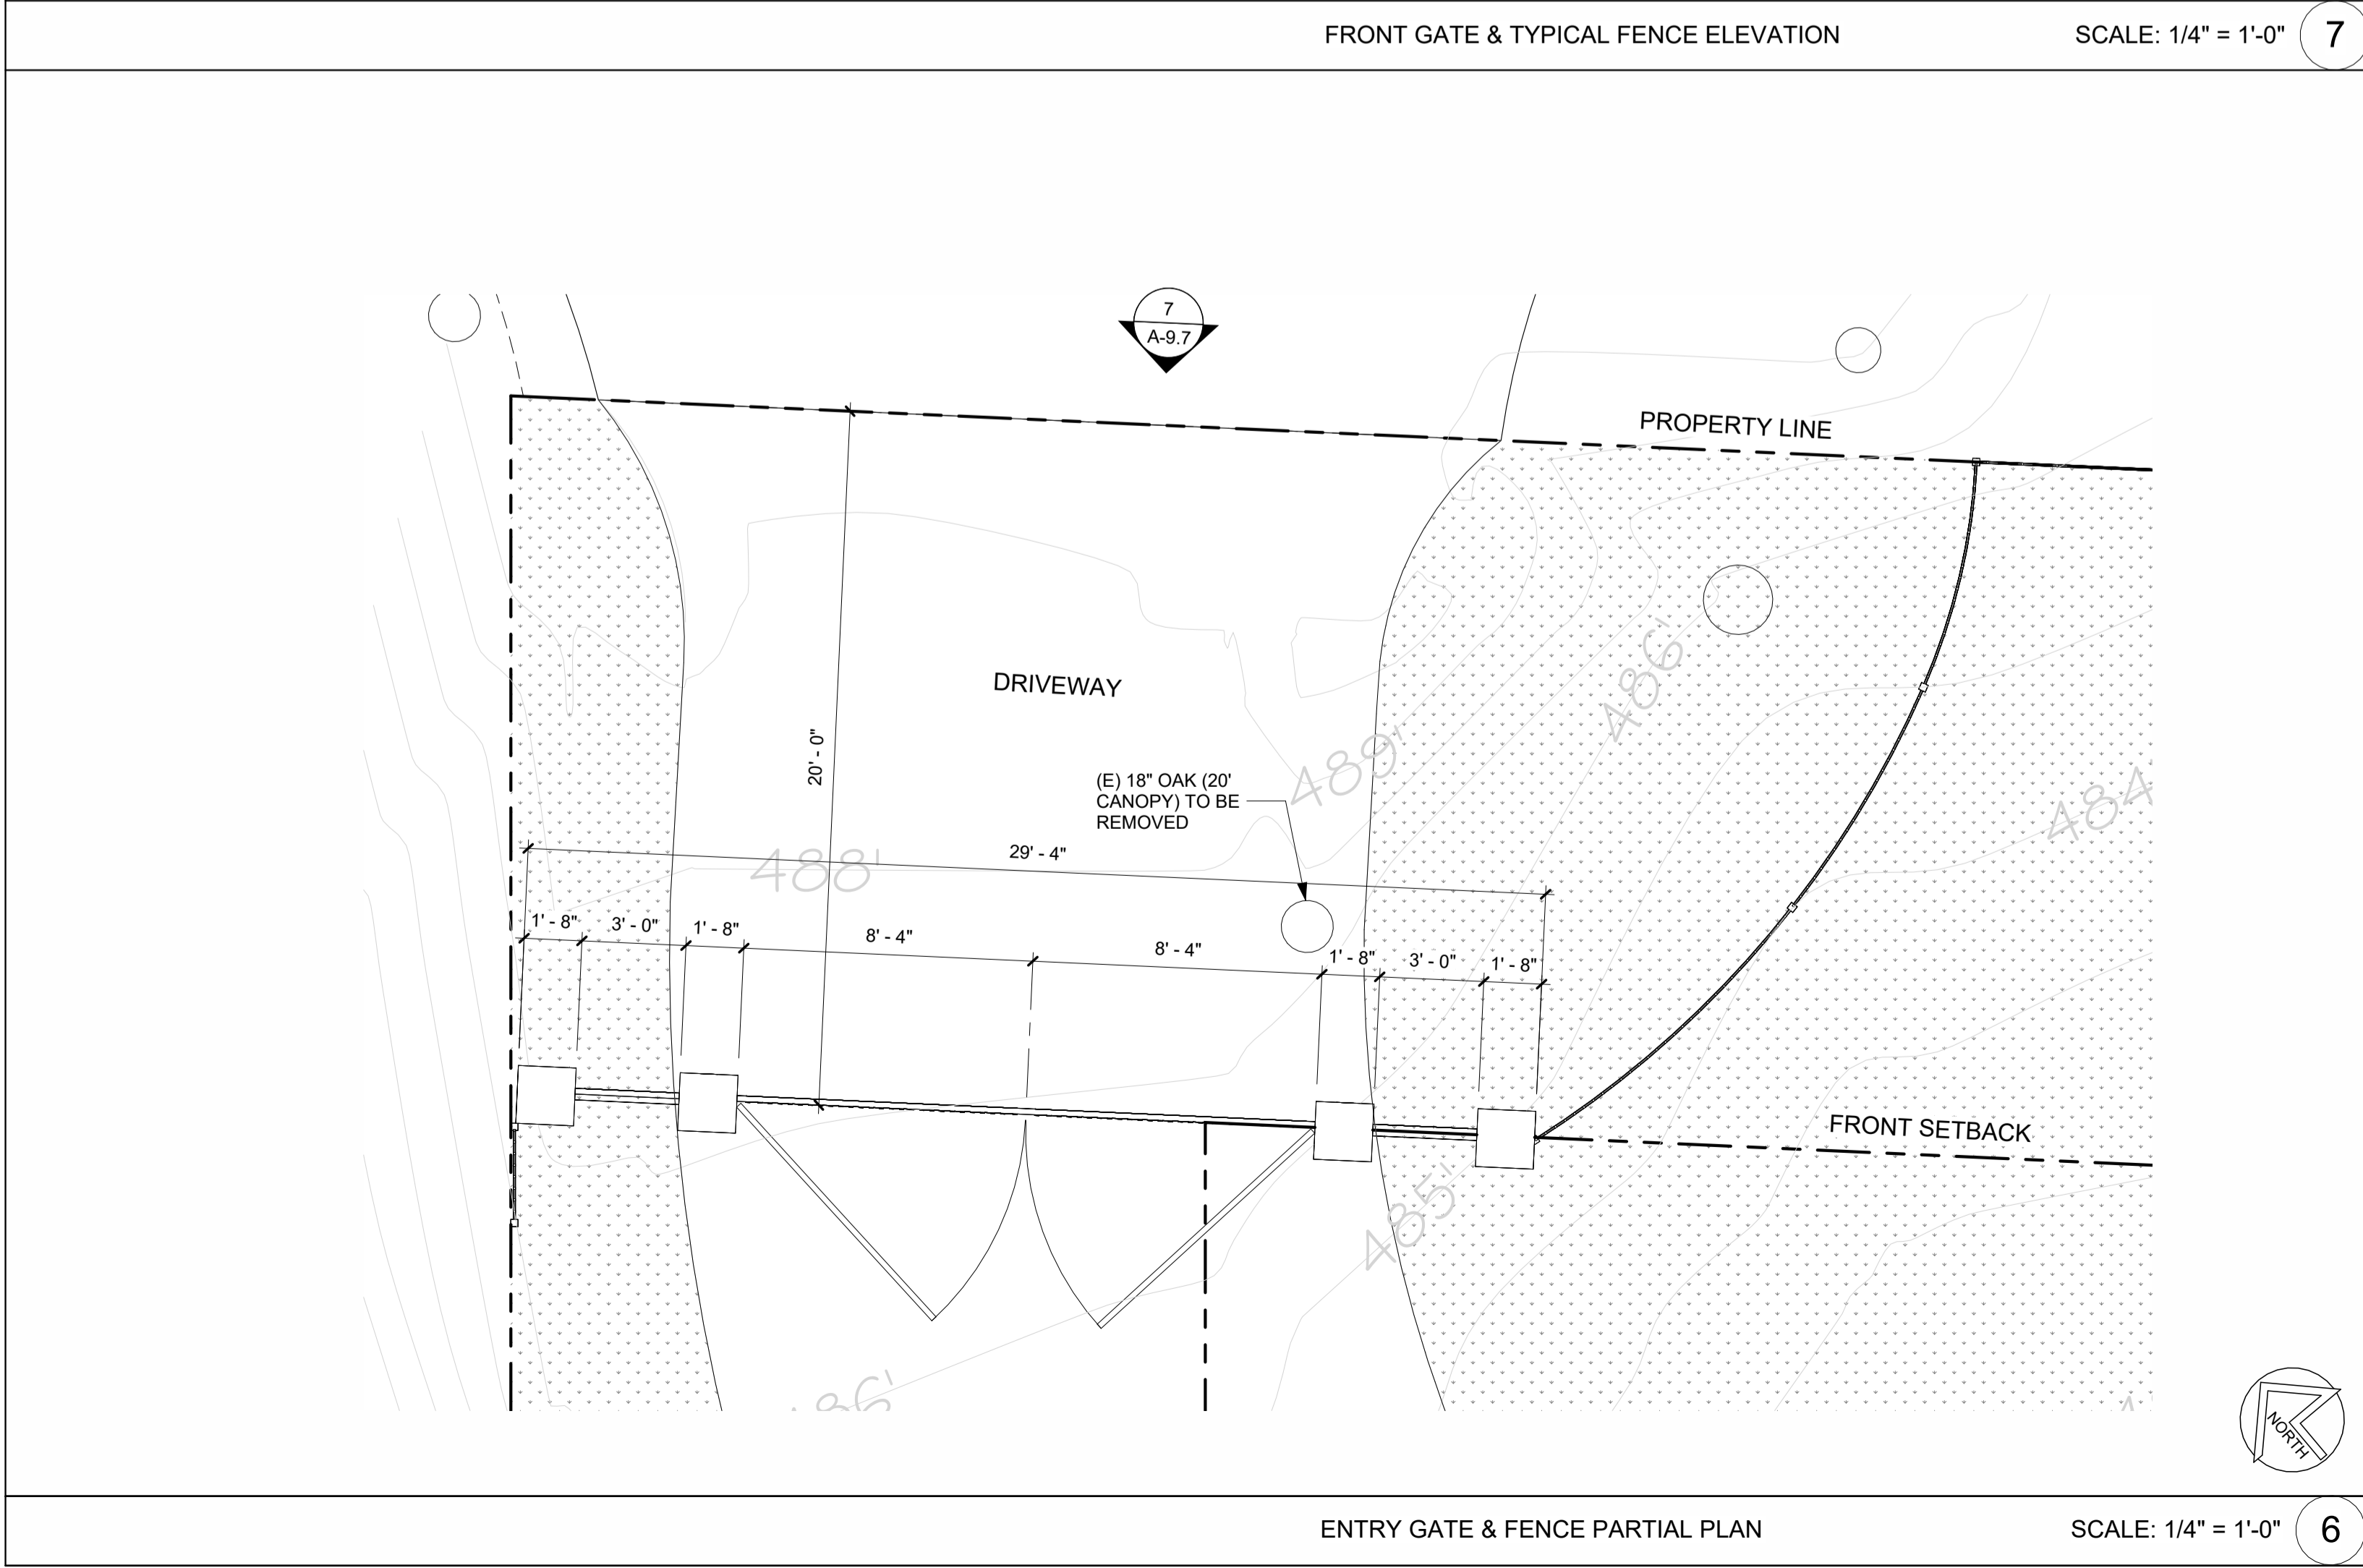 FRONT GATE & TYPICAL FENCE ELEVATION
SCALE: 1/4" = 1'-0"
7
7
A-9.7
PROPERTY LINE
DRIVEWAY
486'
20' - 0"
489'
(E) 18" OAK (20'
CANOPY) TO BE
REMOVED
484
29' - 4"
488'
1' - 8"
3' - 0"
1' - 8"
8' - 4"
8' - 4"
1' - 8"
3' - 0"
1' - 8"
FRONT SETBACK
485'
86'
NORTH
ENTRY GATE & FENCE PARTIAL PLAN
SCALE: 1/4" = 1'-0"
6